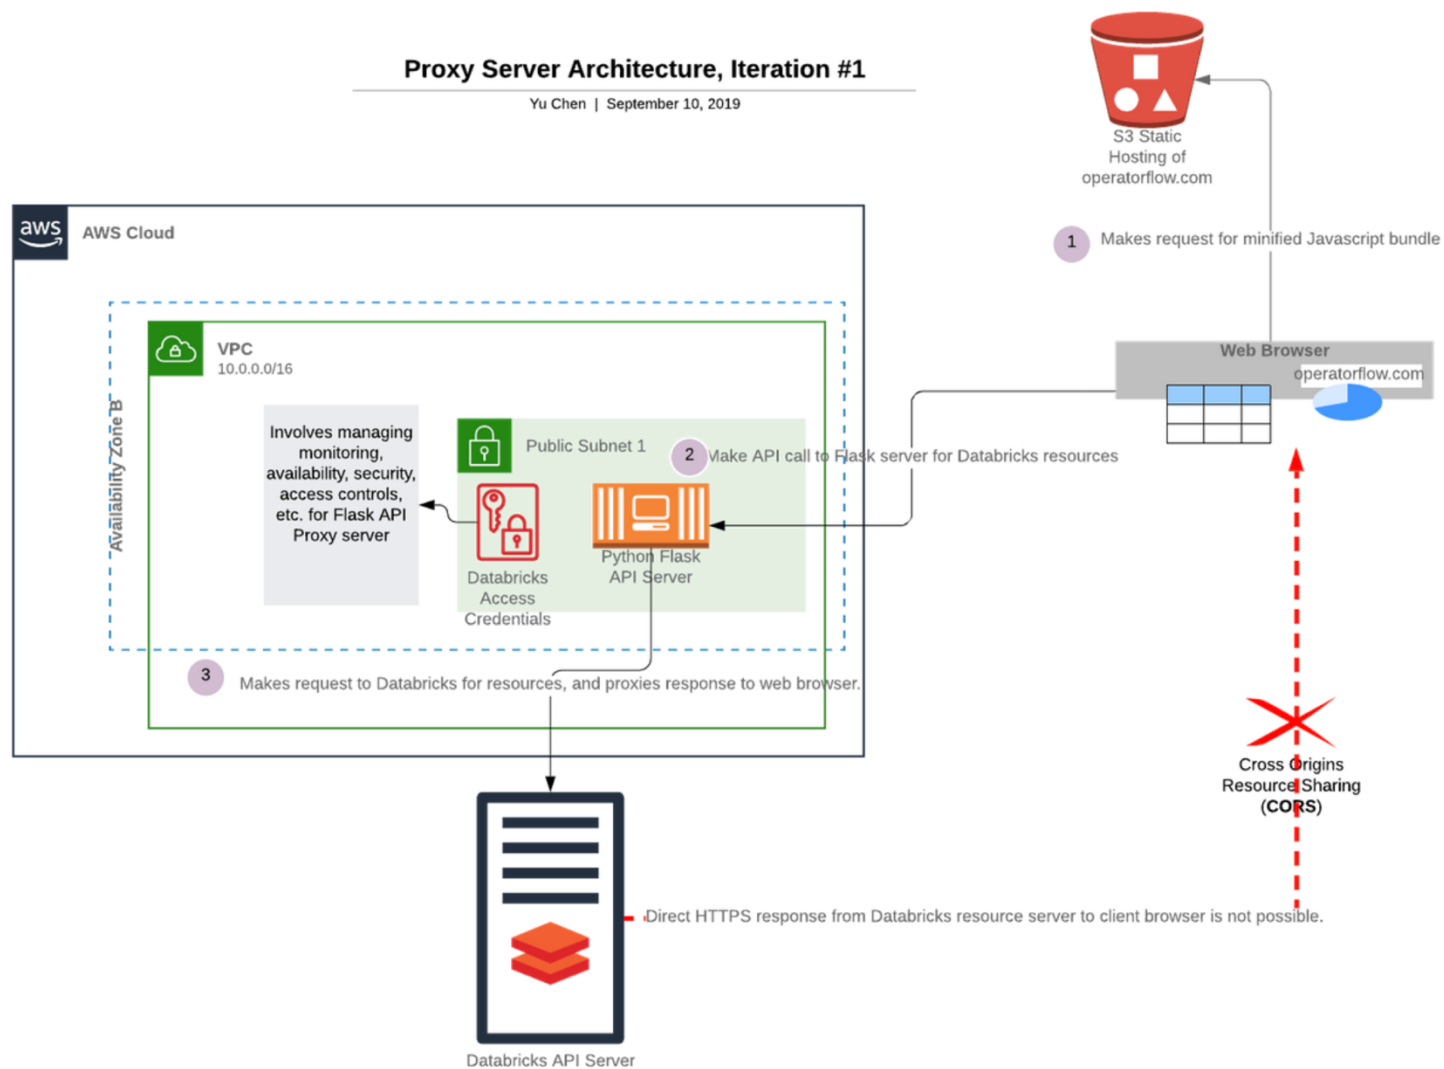 Proxy Server Architecture, Iteration #1
Yu Chen | September 10, 2019
S3 Static
Hosting of
operatorflow.com
aws
AWS Cloud
1
Makes request for minified Javascript bundle
Web Browser
operatorflow.com
VPC
10.0.0.0/16
Availability Zone B
Involves managing
monitoring,
availability, security,
access controls,
etc. for Flask API
Proxy server
Public Subnet 1
2
Make API call to Flask server for Databricks resources
Python Flask
API Server
Databricks
Access
Credentials
3
Makes request to Databricks for resources, and proxies response to web browser.
Cross Origins
Resource Sharing
(CORS)
Direct HTTPS response from Databricks resource server to client browser is not possible.
Databricks API Server